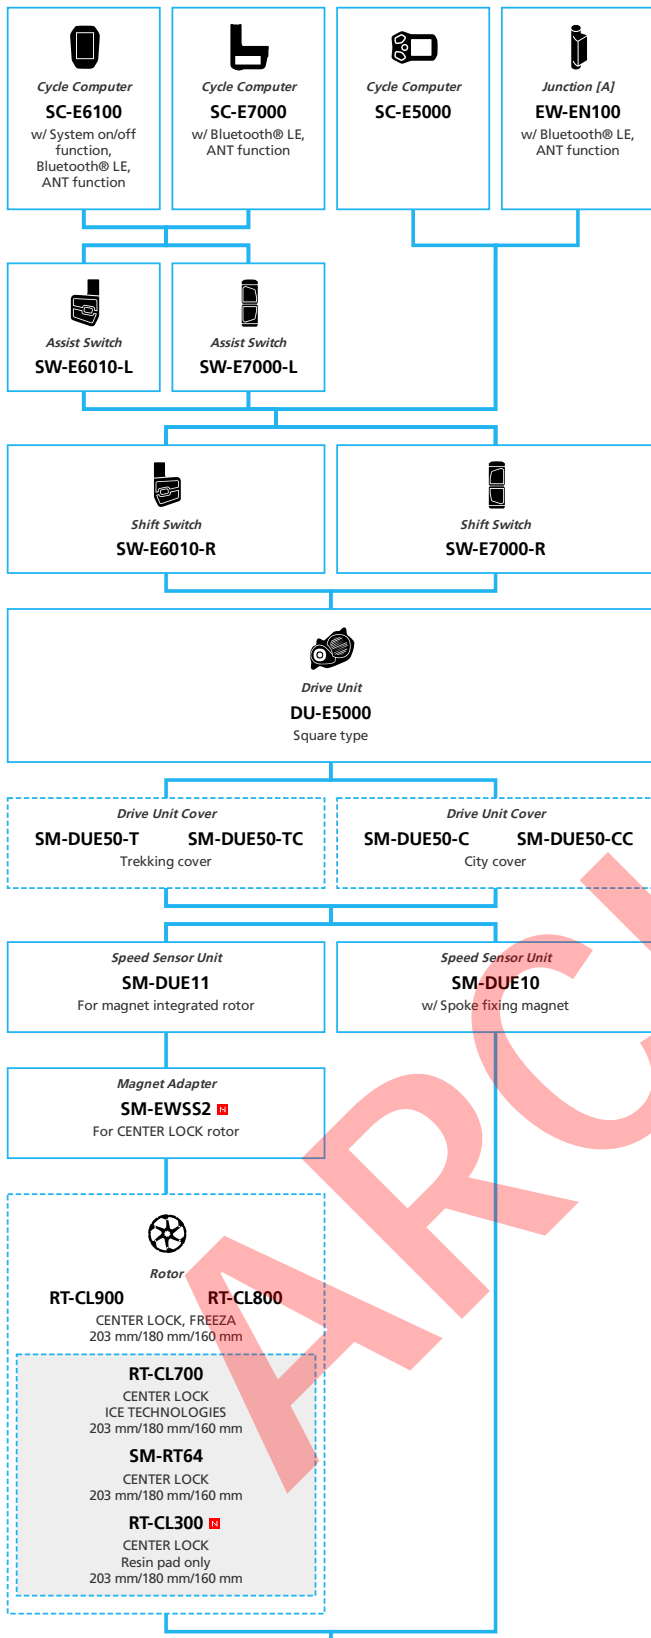 Cycle Computer
SC-E6100
w/ System on/off
function,
Bluetooth® LE,
ANT function
Cycle Computer
SC-E7000
w/ Bluetooth® LE,
ANT function
Cycle Computer
SC-E5000
Junction [A]
EW-EN100
w/ Bluetooth® LE,
ANT function
Assist Switch
SW-E6010-L
Assist Switch
SW-E7000-L
Shift Switch
SW-E6010-R
Shift Switch
SW-E7000-R
Drive Unit
DU-E5000
Square type
Drive Unit Cover
SM-DUE50-T SM-DUE50-TC
Trekking cover
Drive Unit Cover
SM-DUE50-C SM-DUE50-CC
City cover
Speed Sensor Unit
SM-DUE11
For magnet integrated rotor
Speed Sensor Unit
SM-DUE10
w/ Spoke fixing magnet
Magnet Adapter
SM-EWSS2 N
For CENTER LOCK rotor
Rotor
RT-CL900 RT-CL800
CENTER LOCK, FREEZA
203 mm/180 mm/160 mm
RT-CL700
CENTER LOCK
ICE TECHNOLOGIES
203 mm/180 mm/160 mm
SM-RT64
CENTER LOCK
203 mm/180 mm/160 mm
RT-CL300 N
CENTER LOCK
Resin pad only
203 mm/180 mm/160 mm